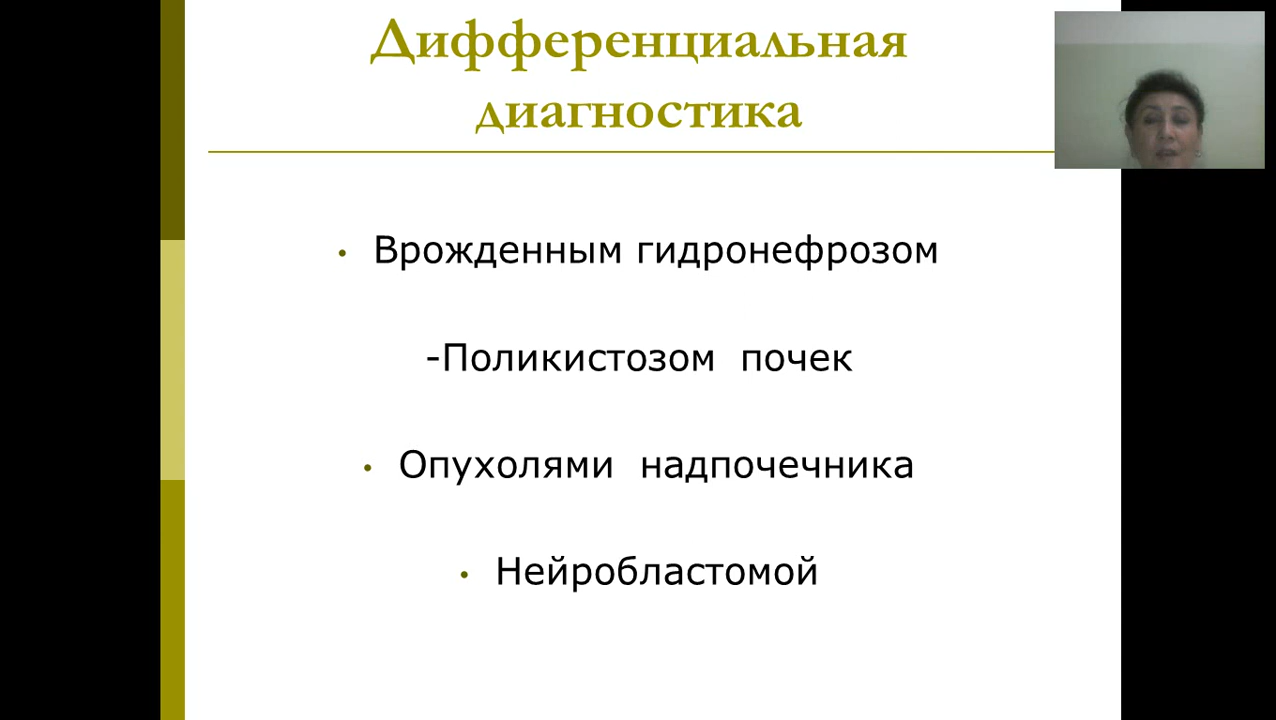 Дифференциальная
диагностика
• Врожденным гидронефрозом
-Поликистозом почек
• Опухолями надпочечника
• Нейробластомой